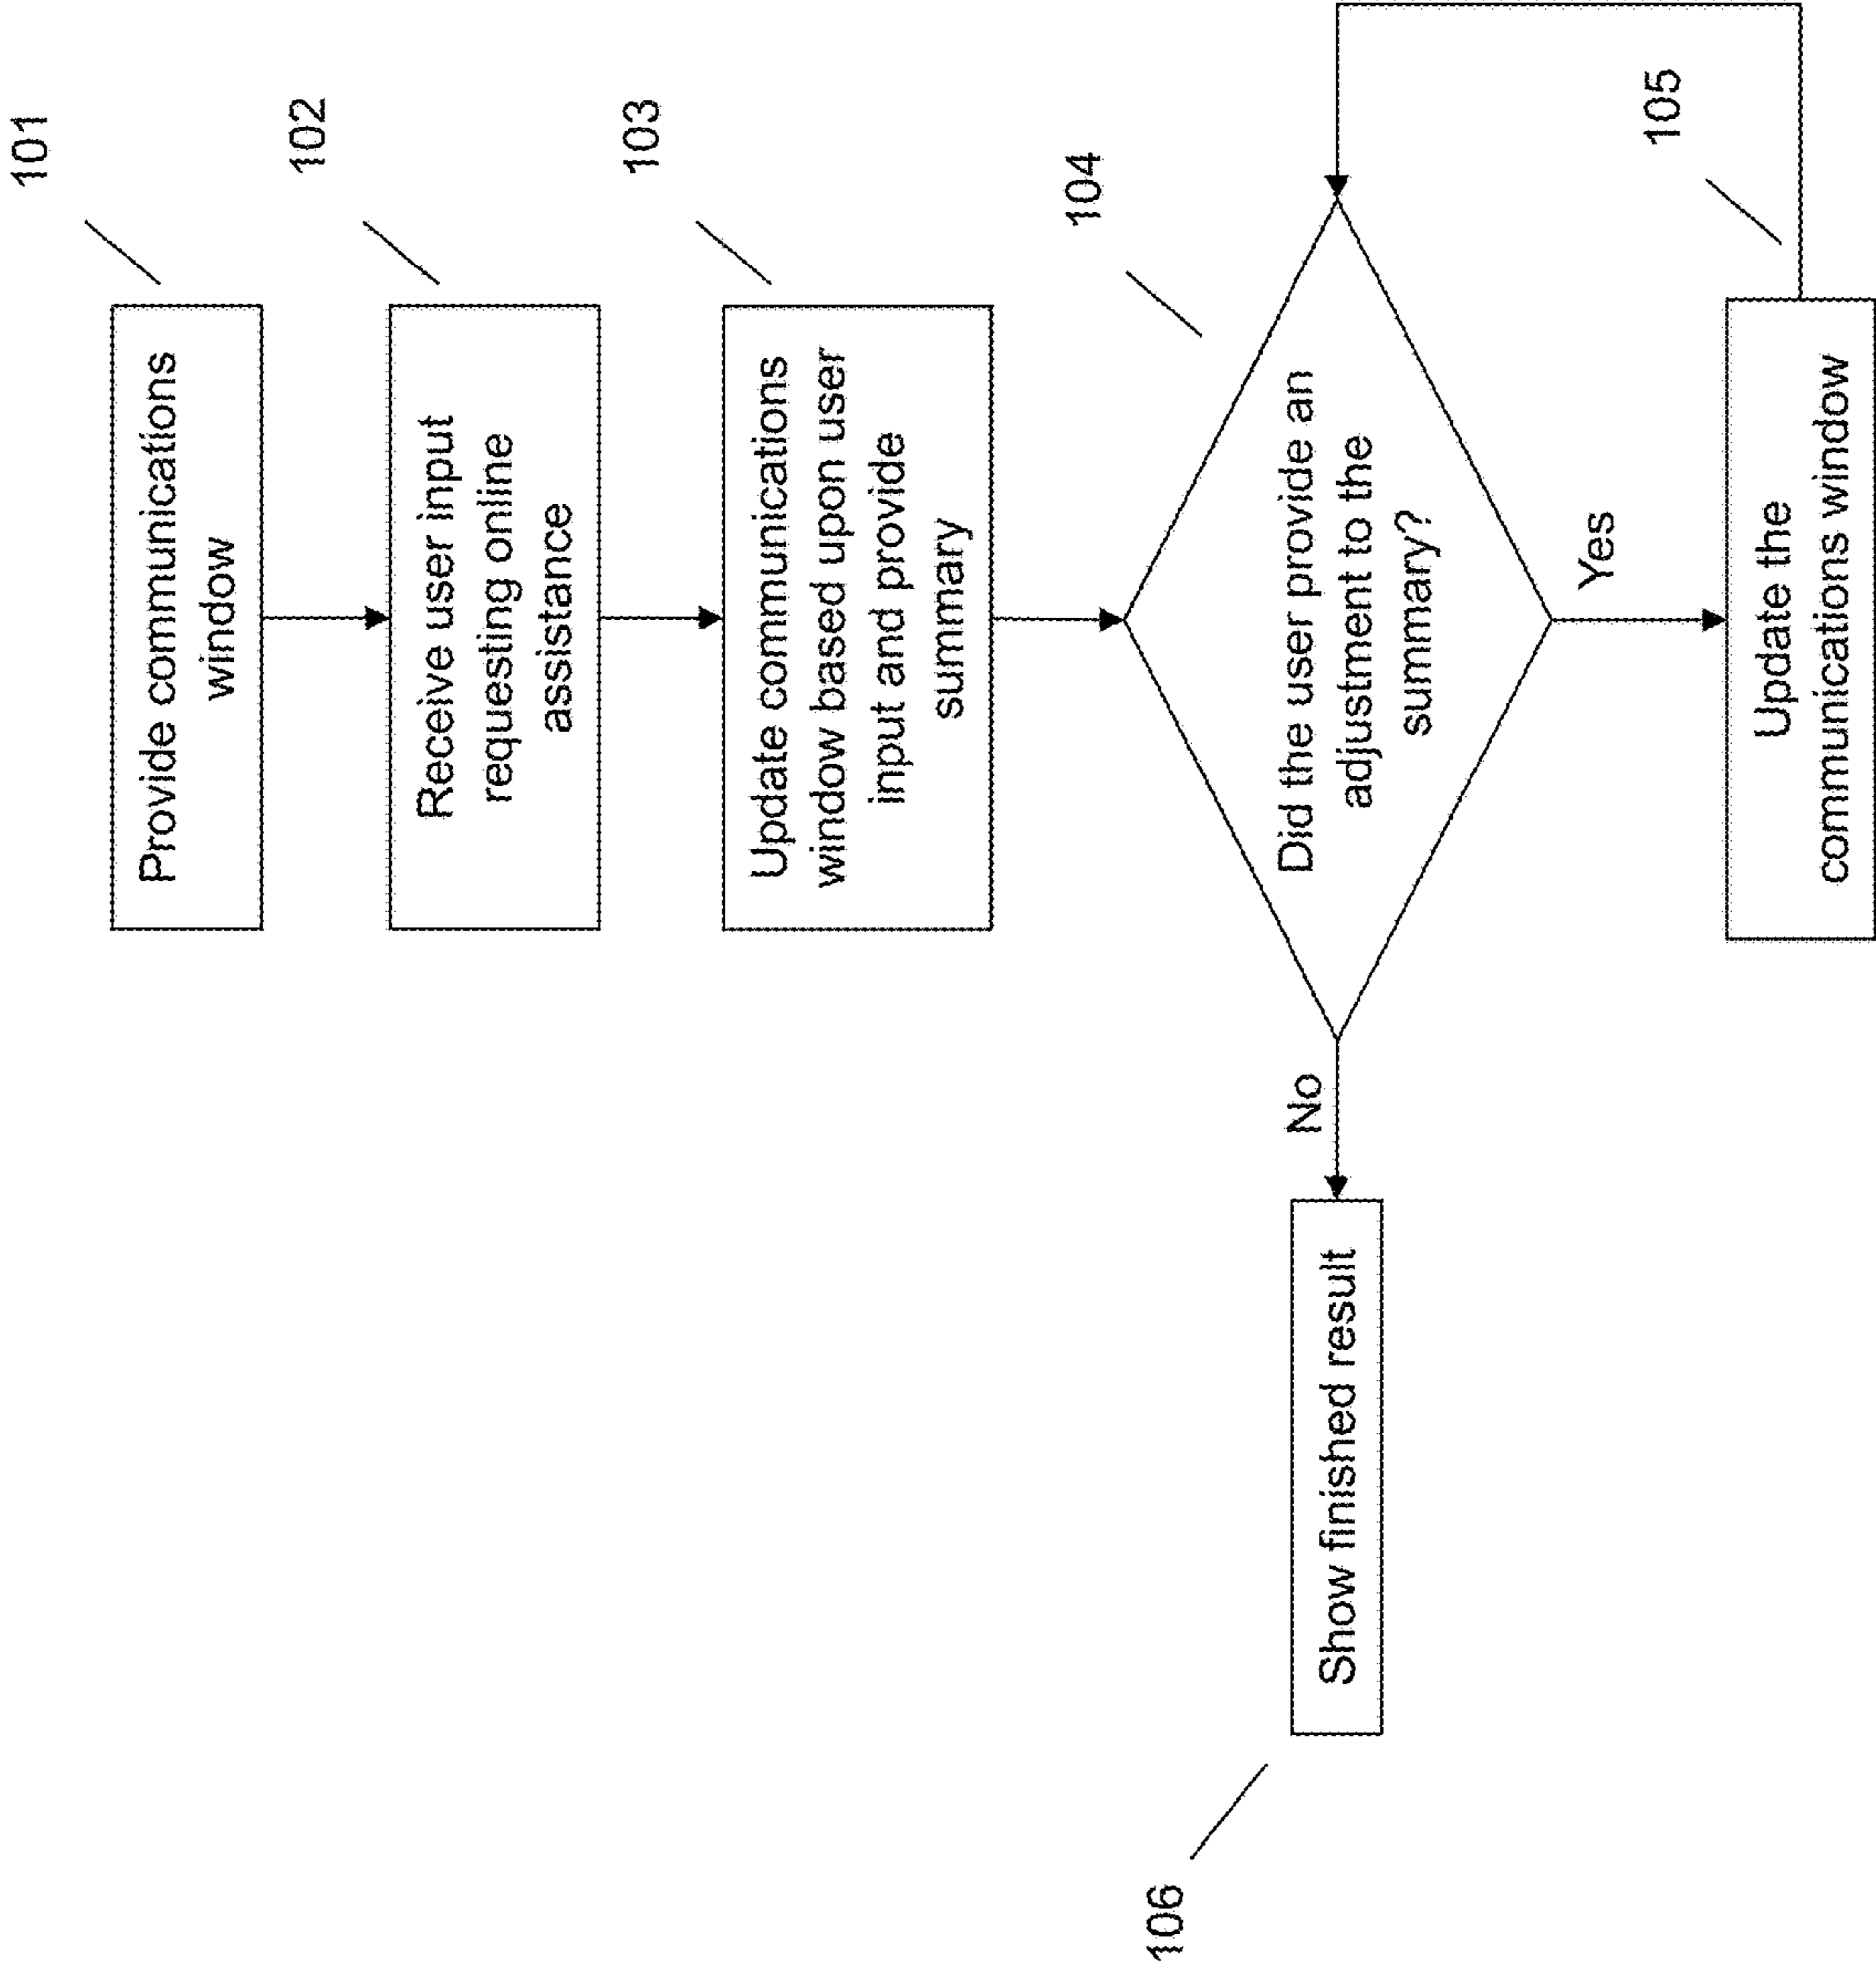 101
Provide communications
window
102
Receive user input
requesting online
assistance
103
Update communications
window based upon user
input and provide
summary
104
Did the user provide an
adjustment to the
summary?
No
Yes
106
Show finished result
105
Update the
communications window